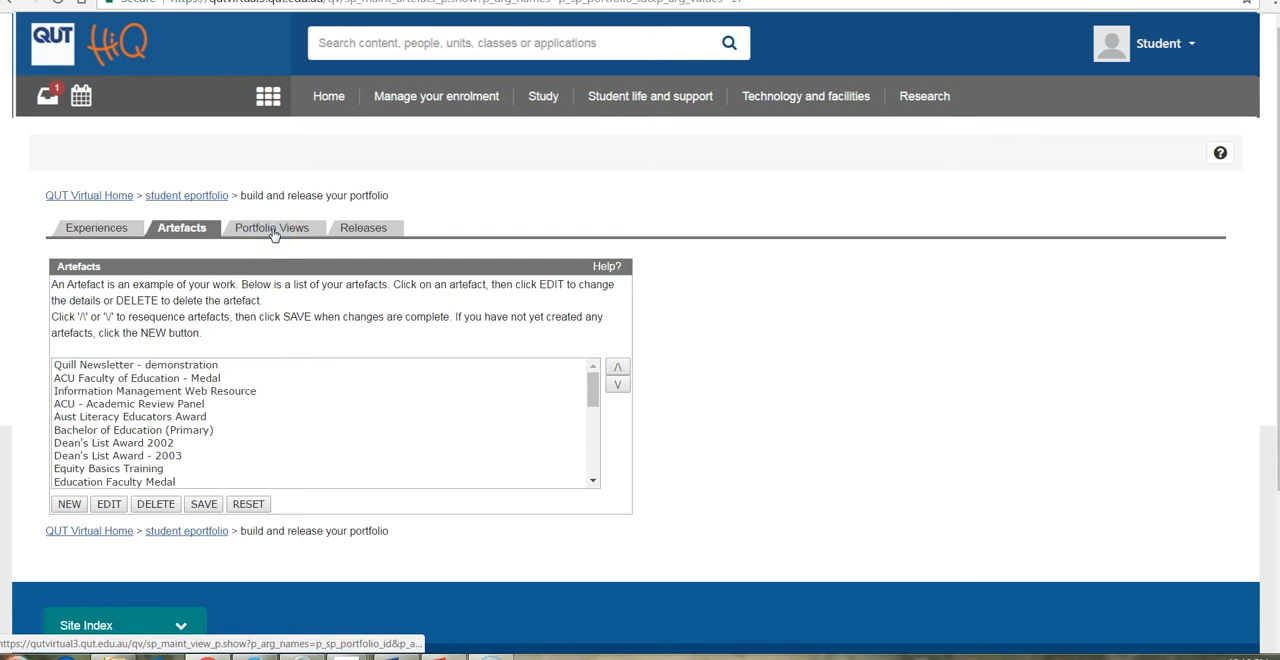 QUT HiQ Search content, people, units, classes or applications Student
1 Home Manage your enrolment Study Student life and support Technology and facilities Research
QUT Virtual Home > student eportfolio > build and release your portfolio
Experiences Artefacts Portfolio Views Releases
Artefacts Help?
An Artefact is an example of your work. Below is a list of your artefacts. Click on an artefact, then click EDIT to change
the details or DELETE to delete the artefact.
Click '/\' or '\/' to resequence artefacts, then click SAVE when changes are complete. If you have not yet created any
artefacts, click the NEW button.
Quill Newsletter - demonstration
ACU Faculty of Education - Medal
Information Management Web Resource
ACU - Academic Review Panel
Aust Literacy Educators Award
Bachelor of Education (Primary)
Dean's List Award 2002
Dean's List Award - 2003
Equity Basics Training
Education Faculty Medal
/\
\/
NEW EDIT DELETE SAVE RESET
QUT Virtual Home > student eportfolio > build and release your portfolio
Site Index
https://qutvirtual3.qut.edu.au/qv/sp_maint_view_p.show?p_arg_names=p_sp_portfolio_id&p_a...